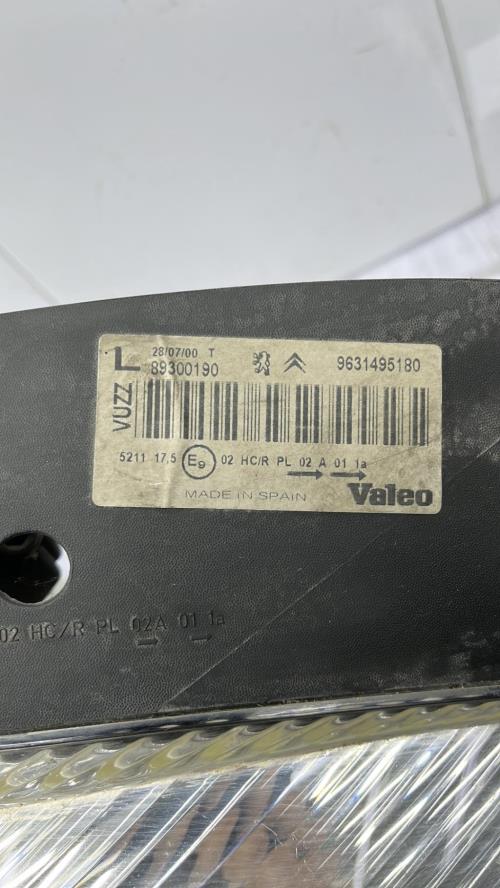 L 28/07/00 T
89300190 9631495180
VUZZ
5211 17,5 E9 02 HC/R PL 02 A 01 1a
MADE IN SPAIN Valeo
02 HC/R PL 02A 01 1a